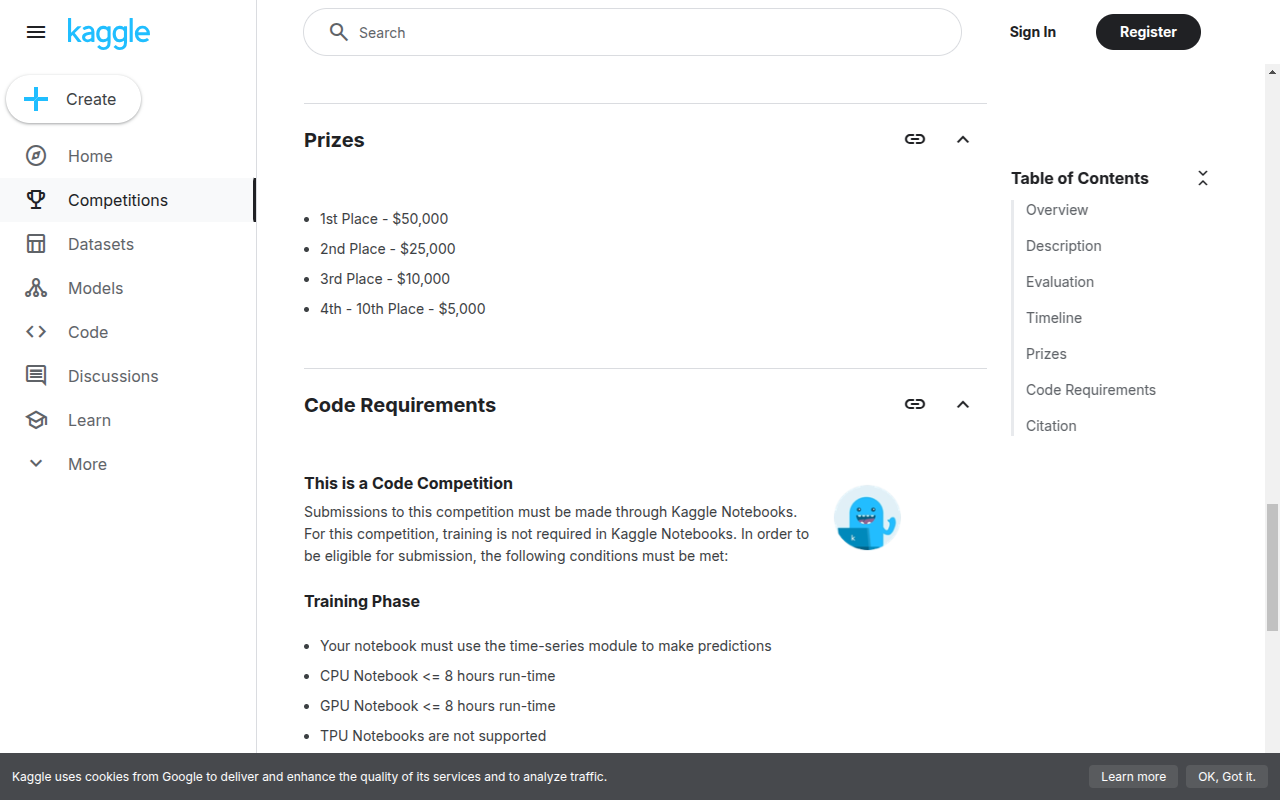 kaggle
Search
Sign In
Register
Create
Home
Competitions
Datasets
Models
Code
Discussions
Learn
More
Prizes
1st Place - $50,000
2nd Place - $25,000
3rd Place - $10,000
4th - 10th Place - $5,000
Code Requirements
This is a Code Competition
Submissions to this competition must be made through Kaggle Notebooks.
For this competition, training is not required in Kaggle Notebooks. In order to
be eligible for submission, the following conditions must be met:
k
Training Phase
Your notebook must use the time-series module to make predictions
CPU Notebook <= 8 hours run-time
GPU Notebook <= 8 hours run-time
TPU Notebooks are not supported
Table of Contents
Overview
Description
Evaluation
Timeline
Prizes
Code Requirements
Citation
Kaggle uses cookies from Google to deliver and enhance the quality of its services and to analyze traffic.
Learn more
OK, Got it.